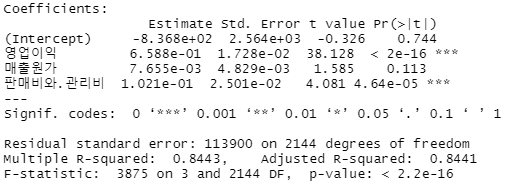 Coefficients:
Estimate Std. Error t value Pr(>|t|)
(Intercept) -8.368e+02 2.564e+03 -0.326 0.744
영업이익 6.588e-01 1.728e-02 38.128 < 2e-16 ***
매출원가 7.655e-03 4.829e-03 1.585 0.113
판매비와.관리비 1.021e-01 2.501e-02 4.081 4.64e-05 ***
---
Signif. codes: 0 ‘***’ 0.001 ‘**’ 0.01 ‘*’ 0.05 ‘.’ 0.1 ‘ ’ 1
Residual standard error: 113900 on 2144 degrees of freedom
Multiple R-squared: 0.8443, Adjusted R-squared: 0.8441
F-statistic: 3875 on 3 and 2144 DF, p-value: < 2.2e-16